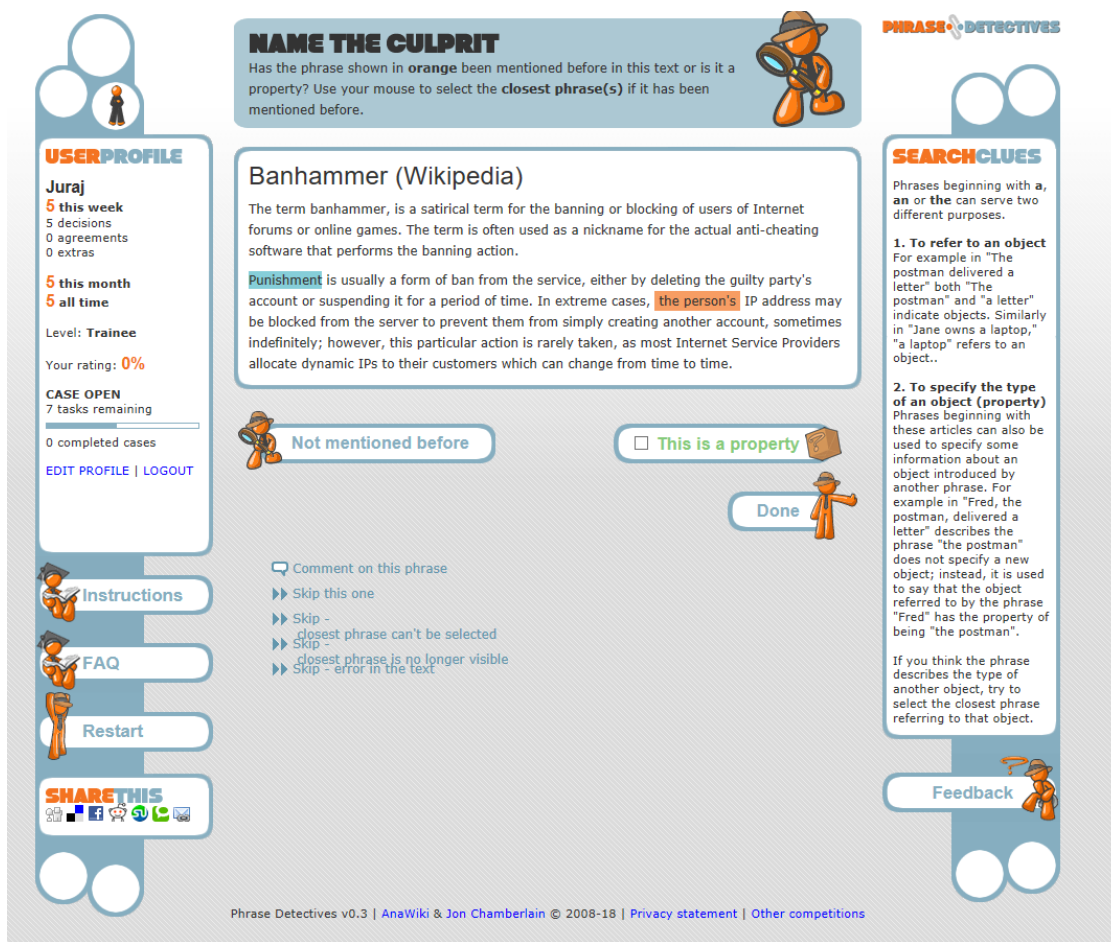 NAME THE CULPRIT
Has the phrase shown in orange been mentioned before in this text or is it a
property? Use your mouse to select the closest phrase(s) if it has been
mentioned before.
PHRASE DETECTIVES
USERPROFILE
Juraj
5 this week
5 decisions
0 agreements
0 extras
5 this month
5 all time
Level: Trainee
Your rating: 0%
CASE OPEN
7 tasks remaining
0 completed cases
EDIT PROFILE | LOGOUT
Instructions
FAQ
Restart
SHARETHIS
Banhammer (Wikipedia)
The term banhammer, is a satirical term for the banning or blocking of users of Internet
forums or online games. The term is often used as a nickname for the actual anti-cheating
software that performs the banning action.
Punishment is usually a form of ban from the service, either by deleting the guilty party's
account or suspending it for a period of time. In extreme cases, the person's IP address may
be blocked from the server to prevent them from simply creating another account, sometimes
indefinitely; however, this particular action is rarely taken, as most Internet Service Providers
allocate dynamic IPs to their customers which can change from time to time.
Not mentioned before
This is a property
Done
Comment on this phrase
Skip this one
Skip -
closest phrase can't be selected
Skip -
closest phrase is no longer visible
Skip - error in the text
SEARCHCLUES
Phrases beginning with a,
an or the can serve two
different purposes.
1. To refer to an object
For example in "The
postman delivered a
letter" both "The
postman" and "a letter"
indicate objects. Similarly
in "Jane owns a laptop,"
"a laptop" refers to an
object..
2. To specify the type
of an object (property)
Phrases beginning with
these articles can also be
used to specify some
information about an
object introduced by
another phrase. For
example in "Fred, the
postman, delivered a
letter" describes the
phrase "the postman"
does not specify a new
object; instead, it is used
to say that the object
referred to by the phrase
"Fred" has the property of
being "the postman".
If you think the phrase
describes the type of
another object, try to
select the closest phrase
referring to that object.
Feedback
Phrase Detectives v0.3 | AnaWiki & Jon Chamberlain © 2008-18 | Privacy statement | Other competitions